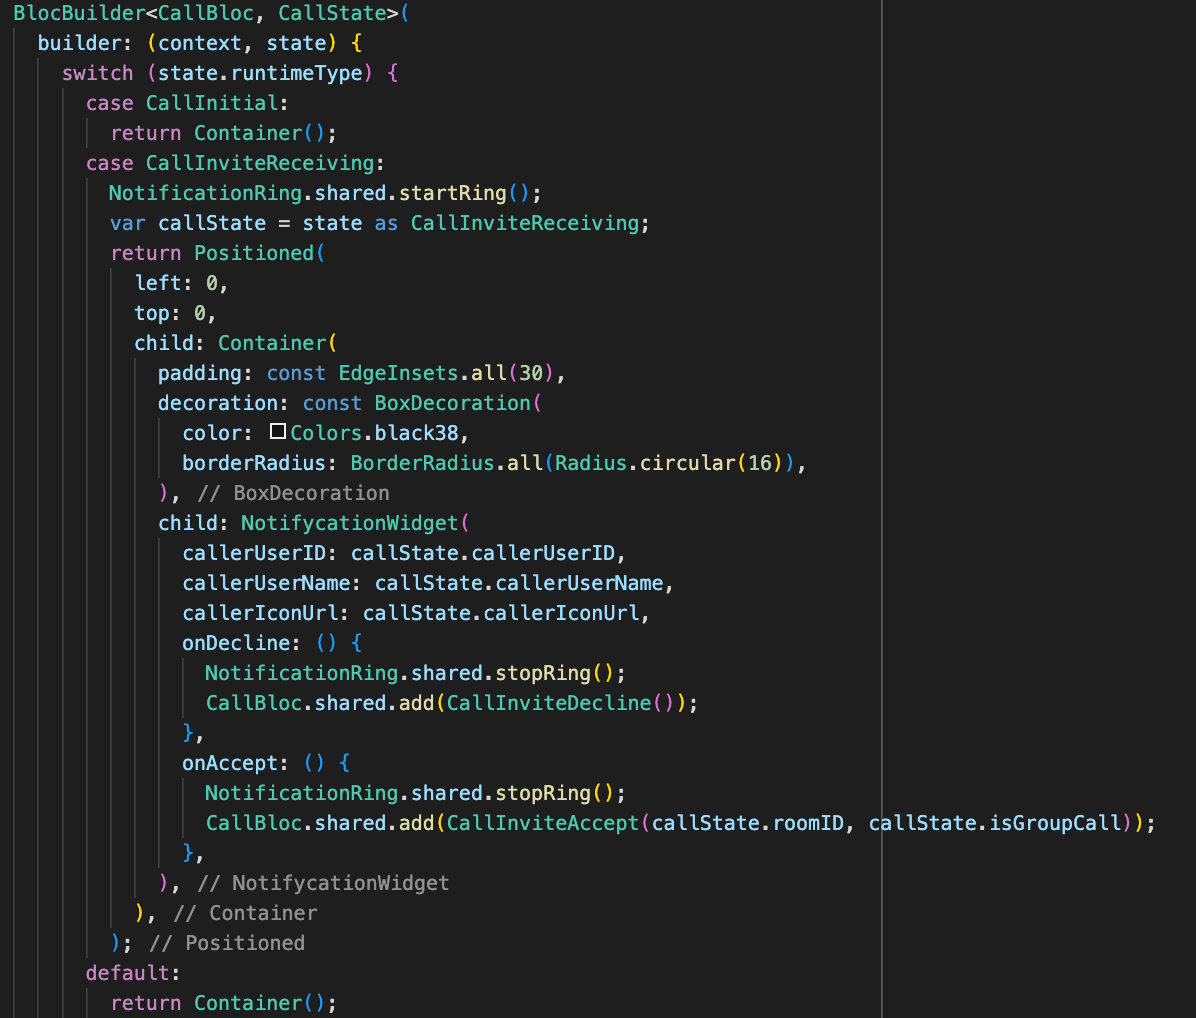 BlocBuilder<CallBloc, CallState>(
  builder: (context, state) {
    switch (state.runtimeType) {
      case CallInitial:
        return Container();
      case CallInviteReceiving:
        NotificationRing.shared.startRing();
        var callState = state as CallInviteReceiving;
        return Positioned(
          left: 0,
          top: 0,
          child: Container(
            padding: const EdgeInsets.all(30),
            decoration: const BoxDecoration(
              color: Colors.black38,
              borderRadius: BorderRadius.all(Radius.circular(16)),
            ), // BoxDecoration
            child: NotifycationWidget(
              callerUserID: callState.callerUserID,
              callerUserName: callState.callerUserName,
              callerIconUrl: callState.callerIconUrl,
              onDecline: () {
                NotificationRing.shared.stopRing();
                CallBloc.shared.add(CallInviteDecline());
              },
              onAccept: () {
                NotificationRing.shared.stopRing();
                CallBloc.shared.add(CallInviteAccept(callState.roomID, callState.isGroupCall));
              },
            ), // NotifycationWidget
          ), // Container
        ); // Positioned
      default:
        return Container();